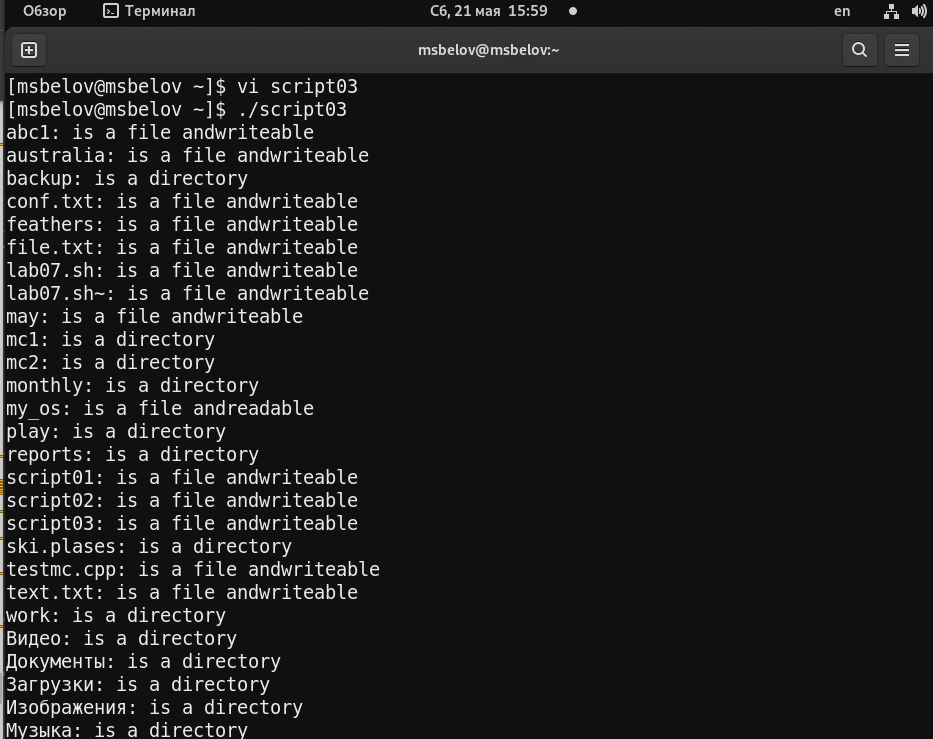 Обзор Терминал Сб, 21 мая 15:59 en
msbelov@msbelov:~
[msbelov@msbelov ~]$ vi script03
[msbelov@msbelov ~]$ ./script03
abc1: is a file andwriteable
australia: is a file andwriteable
backup: is a directory
conf.txt: is a file andwriteable
feathers: is a file andwriteable
file.txt: is a file andwriteable
lab07.sh: is a file andwriteable
lab07.sh~: is a file andwriteable
may: is a file andwriteable
mc1: is a directory
mc2: is a directory
monthly: is a directory
my_os: is a file andreadable
play: is a directory
reports: is a directory
script01: is a file andwriteable
script02: is a file andwriteable
script03: is a file andwriteable
ski.plases: is a directory
testmc.cpp: is a file andwriteable
text.txt: is a file andwriteable
work: is a directory
Видео: is a directory
Документы: is a directory
Загрузки: is a directory
Изображения: is a directory
Музыка: is a directory